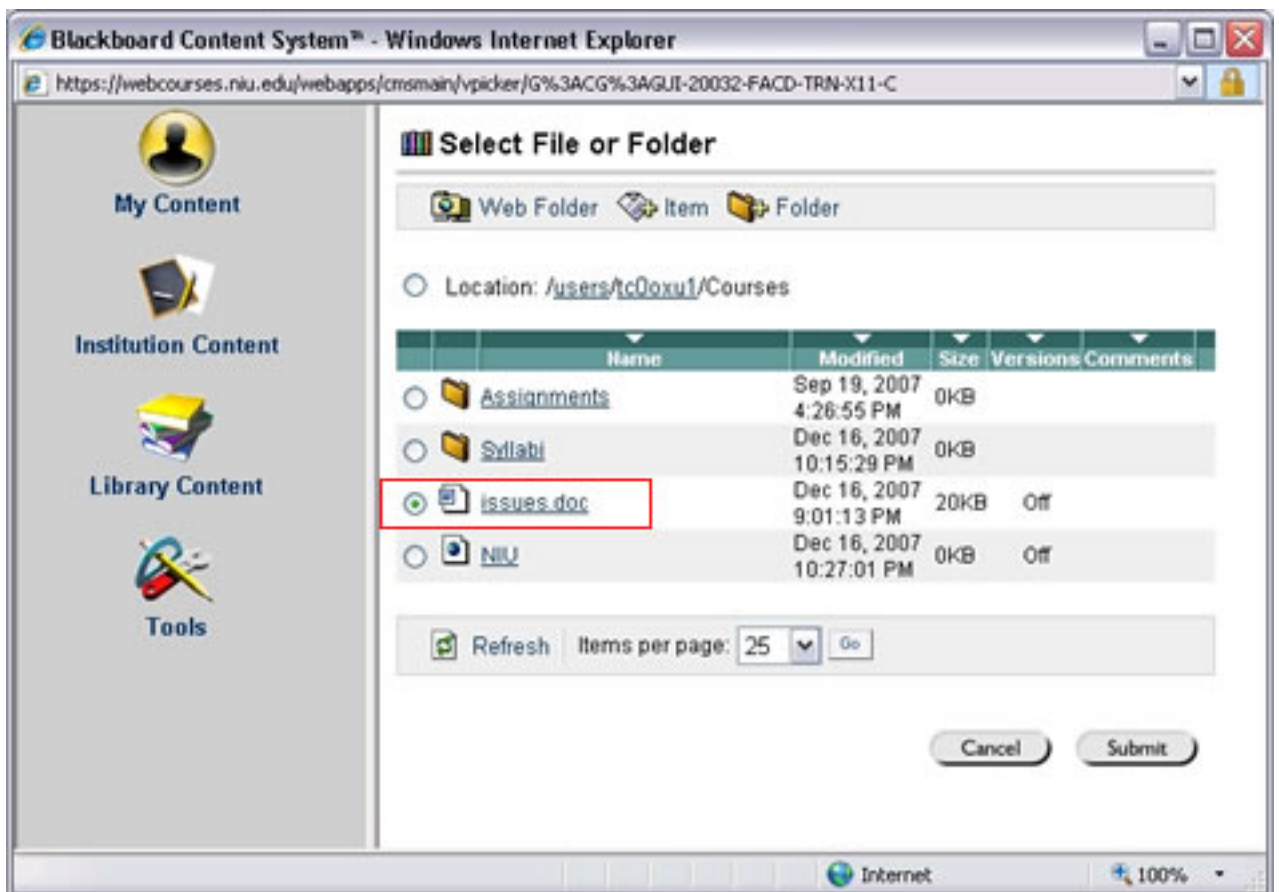 Blackboard Content System™ - Windows Internet Explorer
https://webcourses.niu.edu/webapps/cmsmain/vpicker/G%3ACG%3AGUI-20032-FACD-TRN-X11-C
My Content
Institution Content
Library Content
Tools
Select File or Folder
Web Folder Item Folder
Location: /users/tc0oxu1/Courses
Name Modified Size Versions Comments
Assignments Sep 19, 2007 0KB
4:26:55 PM
Syllabi Dec 16, 2007 0KB
10:15:29 PM
issues.doc Dec 16, 2007 20KB Off
9:01:13 PM
NIU Dec 16, 2007 0KB Off
10:27:01 PM
Refresh Items per page: 25 Go
Cancel Submit
Internet 100%